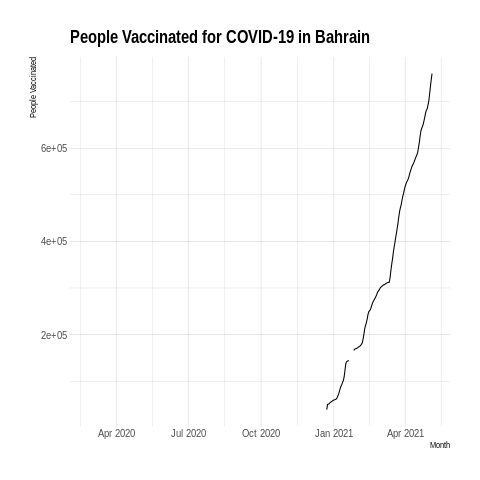 People Vaccinated for COVID-19 in Bahrain
People Vaccinated
6e+05
4e+05
2e+05
Apr 2020 Jul 2020 Oct 2020 Jan 2021 Apr 2021
Month